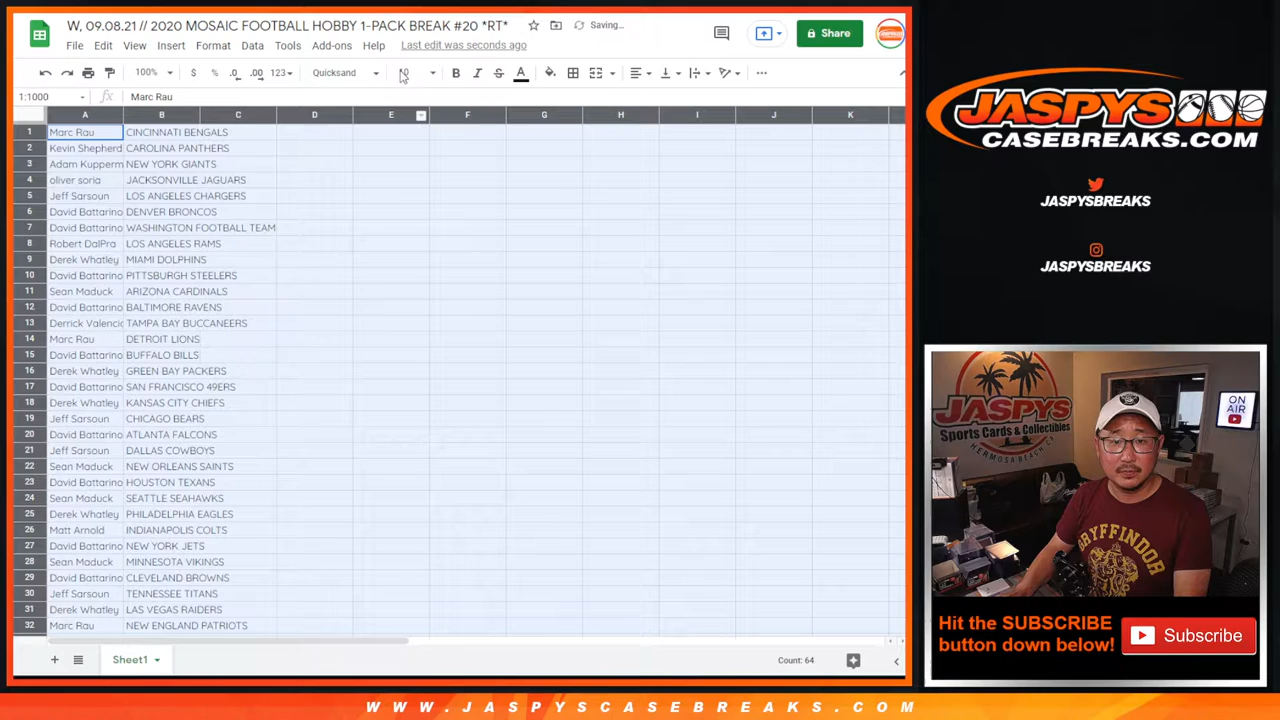 W, 09.08.21 // 2020 MOSAIC FOOTBALL HOBBY 1-PACK BREAK #20 *RT* Saving...
File Edit View Insert Format Data Tools Add-ons Help Last edit was seconds ago
Share
100% $ % .0 .00 123 Quicksand 10 B I S A
1:1000 fx Marc Rau
A B C D E F G H I J K
1 Marc Rau CINCINNATI BENGALS
2 Kevin Shepherd CAROLINA PANTHERS
3 Adam Kupperm NEW YORK GIANTS
4 oliver soria JACKSONVILLE JAGUARS
5 Jeff Sarsoun LOS ANGELES CHARGERS
6 David Battarino DENVER BRONCOS
7 David Battarino WASHINGTON FOOTBALL TEAM
8 Robert DalPra LOS ANGELES RAMS
9 Derek Whatley MIAMI DOLPHINS
10 David Battarino PITTSBURGH STEELERS
11 Sean Maduck ARIZONA CARDINALS
12 David Battarino BALTIMORE RAVENS
13 Derrick Valencia TAMPA BAY BUCCANEERS
14 Marc Rau DETROIT LIONS
15 David Battarino BUFFALO BILLS
16 Derek Whatley GREEN BAY PACKERS
17 David Battarino SAN FRANCISCO 49ERS
18 Derek Whatley KANSAS CITY CHIEFS
19 Jeff Sarsoun CHICAGO BEARS
20 David Battarino ATLANTA FALCONS
21 Jeff Sarsoun DALLAS COWBOYS
22 Sean Maduck NEW ORLEANS SAINTS
23 David Battarino HOUSTON TEXANS
24 Sean Maduck SEATTLE SEAHAWKS
25 Derek Whatley PHILADELPHIA EAGLES
26 Matt Arnold INDIANAPOLIS COLTS
27 David Battarino NEW YORK JETS
28 Sean Maduck MINNESOTA VIKINGS
29 David Battarino CLEVELAND BROWNS
30 Jeff Sarsoun TENNESSEE TITANS
31 Derek Whatley LAS VEGAS RAIDERS
32 Marc Rau NEW ENGLAND PATRIOTS
Sheet1
Count: 64
JASPYS
CASEBREAKS.COM
JASPYSBREAKS
JASPYSBREAKS
JASPYS
Sports Cards & Collectibles
HERMOSA BEACH CA
ON
AIR
GRYFFINDOR
Hit the SUBSCRIBE
button down below!
Subscribe
WWW.JASPYSCASEBREAKS.COM